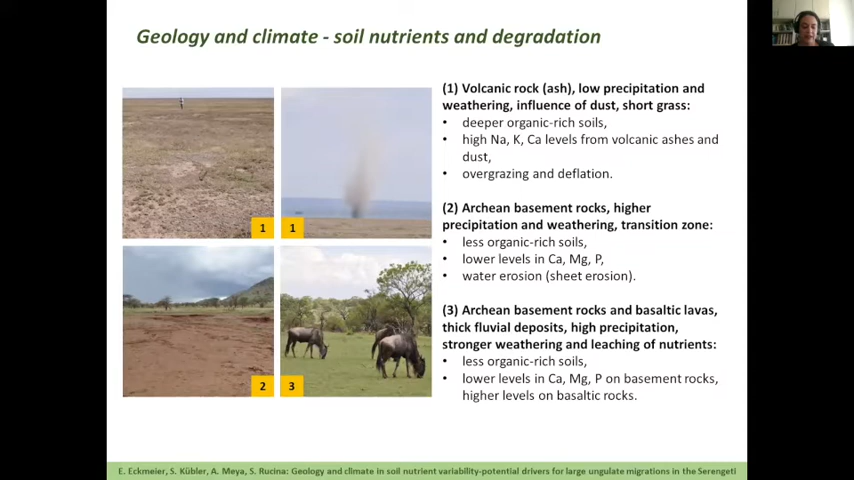 Geology and climate - soil nutrients and degradation
(1) Volcanic rock (ash), low precipitation and
weathering, influence of dust, short grass:
• deeper organic-rich soils,
• high Na, K, Ca levels from volcanic ashes and
dust,
• overgrazing and deflation.
1
1
(2) Archean basement rocks, higher
precipitation and weathering, transition zone:
• less organic-rich soils,
• lower levels in Ca, Mg, P,
• water erosion (sheet erosion).
(3) Archean basement rocks and basaltic lavas,
thick fluvial deposits, high precipitation,
stronger weathering and leaching of nutrients:
• less organic-rich soils,
• lower levels in Ca, Mg, P on basement rocks,
higher levels on basaltic rocks.
2
3
E. Eckmeier, S. Kübler, A. Meya, S. Rucina: Geology and climate in soil nutrient variability-potential drivers for large ungulate migrations in the Serengeti